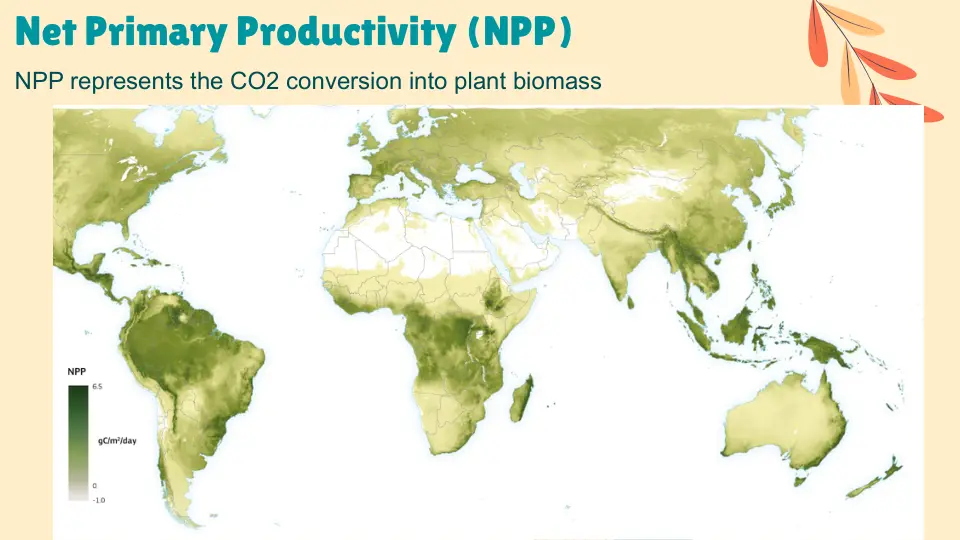 Net Primary Productivity (NPP)
NPP represents the CO2 conversion into plant biomass
NPP
6.5
gC/m²/day
0
-1.0